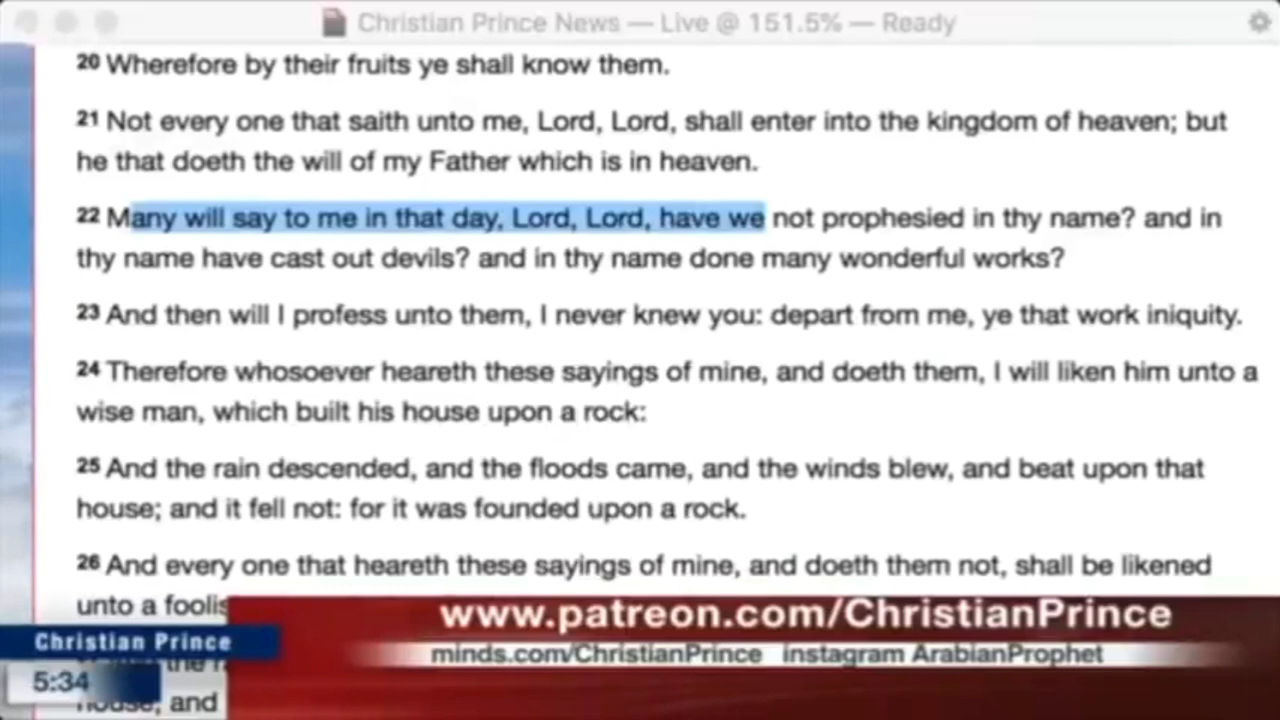 Christian Prince News — Live @ 151.5% — Ready
20 Wherefore by their fruits ye shall know them.
21 Not every one that saith unto me, Lord, Lord, shall enter into the kingdom of heaven; but
he that doeth the will of my Father which is in heaven.
22 Many will say to me in that day, Lord, Lord, have we not prophesied in thy name? and in
thy name have cast out devils? and in thy name done many wonderful works?
23 And then will I profess unto them, I never knew you: depart from me, ye that work iniquity.
24 Therefore whosoever heareth these sayings of mine, and doeth them, I will liken him unto a
wise man, which built his house upon a rock:
25 And the rain descended, and the floods came, and the winds blew, and beat upon that
house; and it fell not: for it was founded upon a rock.
26 And every one that heareth these sayings of mine, and doeth them not, shall be likened
unto a foolis
www.patreon.com/ChristianPrince
Christian Prince
minds.com/ChristianPrince instagram ArabianProphet
the
5:34
house, and